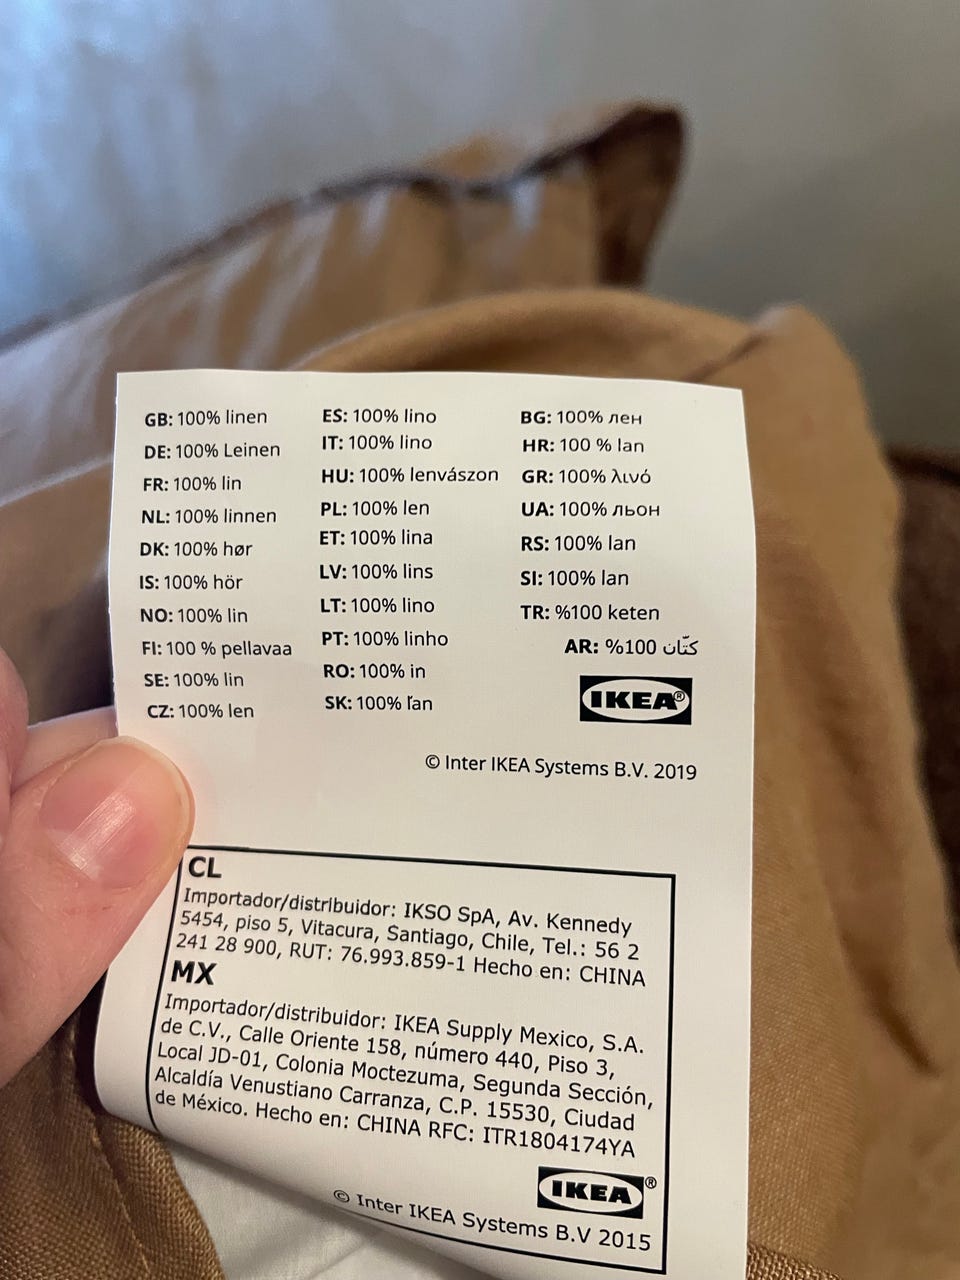 GB: 100% linen
DE: 100% Leinen
FR: 100% lin
NL: 100% linnen
DK: 100% hør
IS: 100% hör
NO: 100% lin
FI: 100 % pellavaa
SE: 100% lin
CZ: 100% len
ES: 100% lino
IT: 100% lino
HU: 100% lenvászon
PL: 100% len
ET: 100% lina
LV: 100% lins
LT: 100% lino
PT: 100% linho
RO: 100% in
SK: 100% ľan
BG: 100% лен
HR: 100 % lan
GR: 100% λινό
UA: 100% льон
RS: 100% lan
SI: 100% lan
TR: %100 keten
AR: %100 كتّان
IKEA®
© Inter IKEA Systems B.V. 2019
CL
Importador/distribuidor: IKSO SpA, Av. Kennedy
5454, piso 5, Vitacura, Santiago, Chile, Tel.: 56 2
241 28 900, RUT: 76.993.859-1 Hecho en: CHINA
MX
Importador/distribuidor: IKEA Supply Mexico, S.A.
de C.V., Calle Oriente 158, número 440, Piso 3,
Local JD-01, Colonia Moctezuma, Segunda Sección,
Alcaldía Venustiano Carranza, C.P. 15530, Ciudad
de México. Hecho en: CHINA RFC: ITR1804174YA
IKEA®
© Inter IKEA Systems B.V 2015